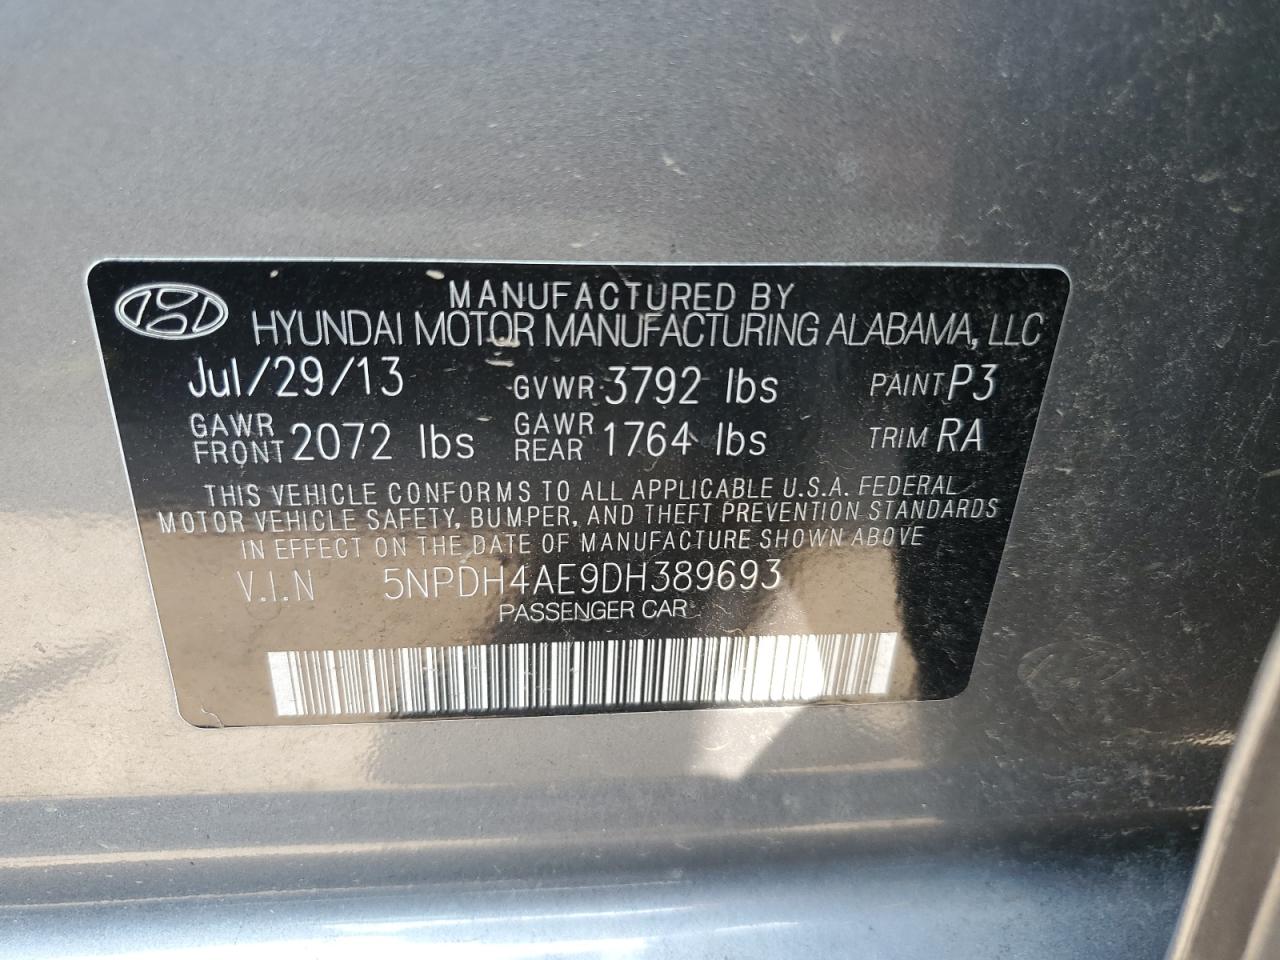 MANUFACTURED BY
HYUNDAI MOTOR MANUFACTURING ALABAMA, LLC
Jul/29/13 GVWR 3792 lbs PAINT P3
GAWR FRONT 2072 lbs GAWR REAR 1764 lbs TRIM RA
THIS VEHICLE CONFORMS TO ALL APPLICABLE U.S.A. FEDERAL
MOTOR VEHICLE SAFETY, BUMPER, AND THEFT PREVENTION STANDARDS
IN EFFECT ON THE DATE OF MANUFACTURE SHOWN ABOVE
V.I.N 5NPDH4AE9DH389693
PASSENGER CAR